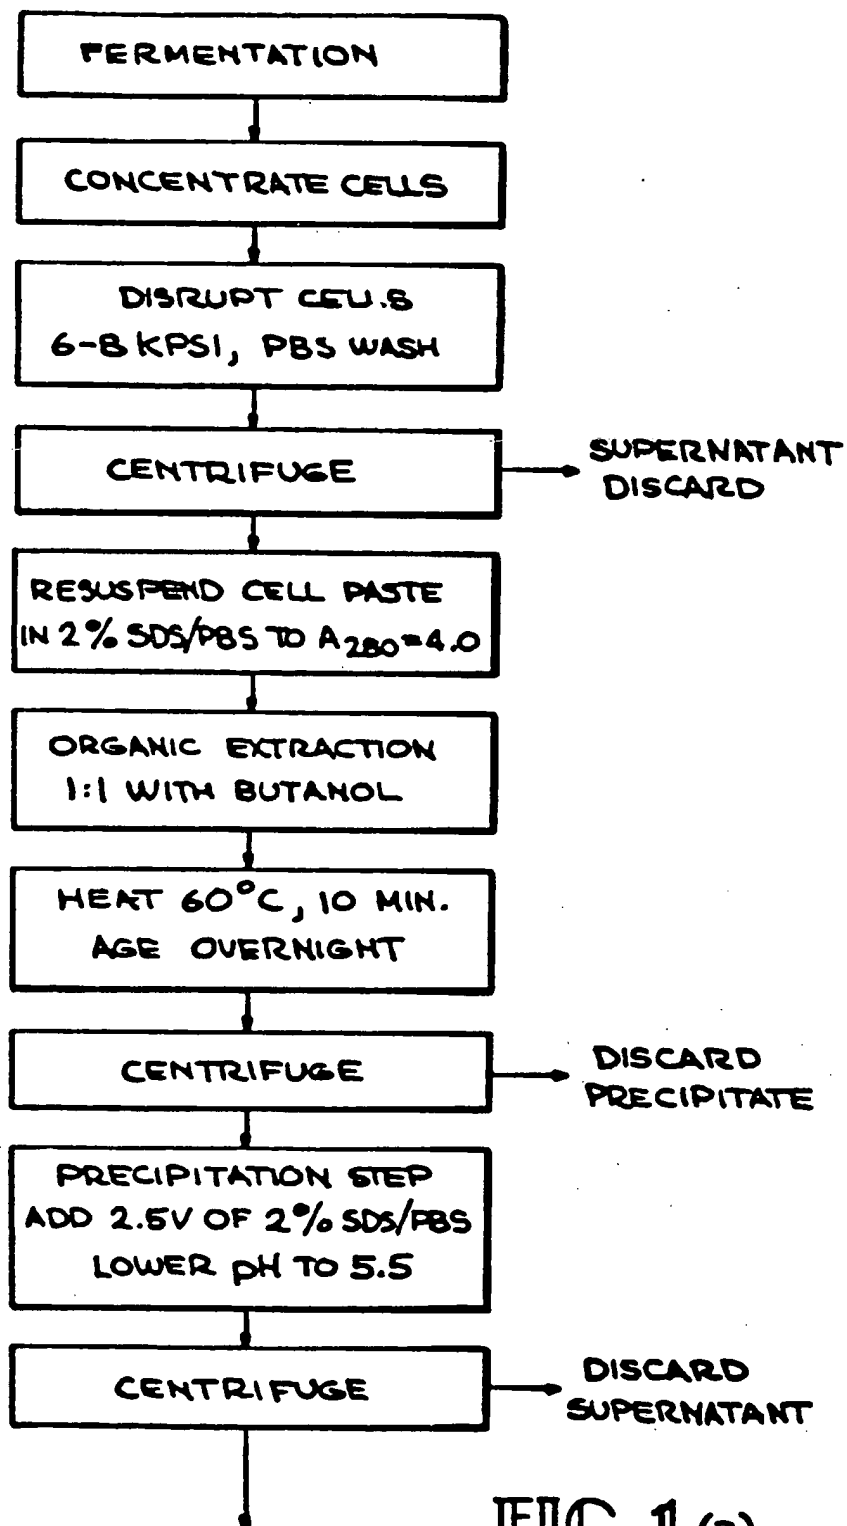 FERMENTATION
CONCENTRATE CELLS
DISRUPT CELLS
6-8 KPSI, PBS WASH
CENTRIFUGE
SUPERNATANT
DISCARD
RESUSPEND CELL PASTE
IN 2% SDS/PBS TO A280=4.0
ORGANIC EXTRACTION
1:1 WITH BUTANOL
HEAT 60°C, 10 MIN.
AGE OVERNIGHT
CENTRIFUGE
DISCARD
PRECIPITATE
PRECIPITATION STEP
ADD 2.5V OF 2% SDS/PBS
LOWER pH TO 5.5
CENTRIFUGE
DISCARD
SUPERNATANT